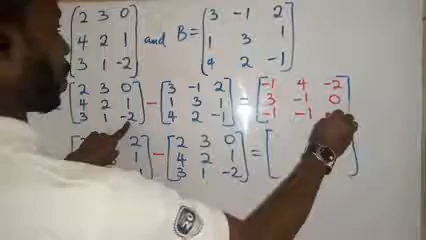 2 3 0 3 -1 2
4 2 1 and B= 1 3 1
3 1 -2 4 2 -1
2 3 0 3 -1 2 -1 4 -2
4 2 1 - 1 3 1 = 3 -1 0
3 1 -2 4 2 -1 -1 -1
2 2 3 0
1 - 4 2 1 =
3 1 -2